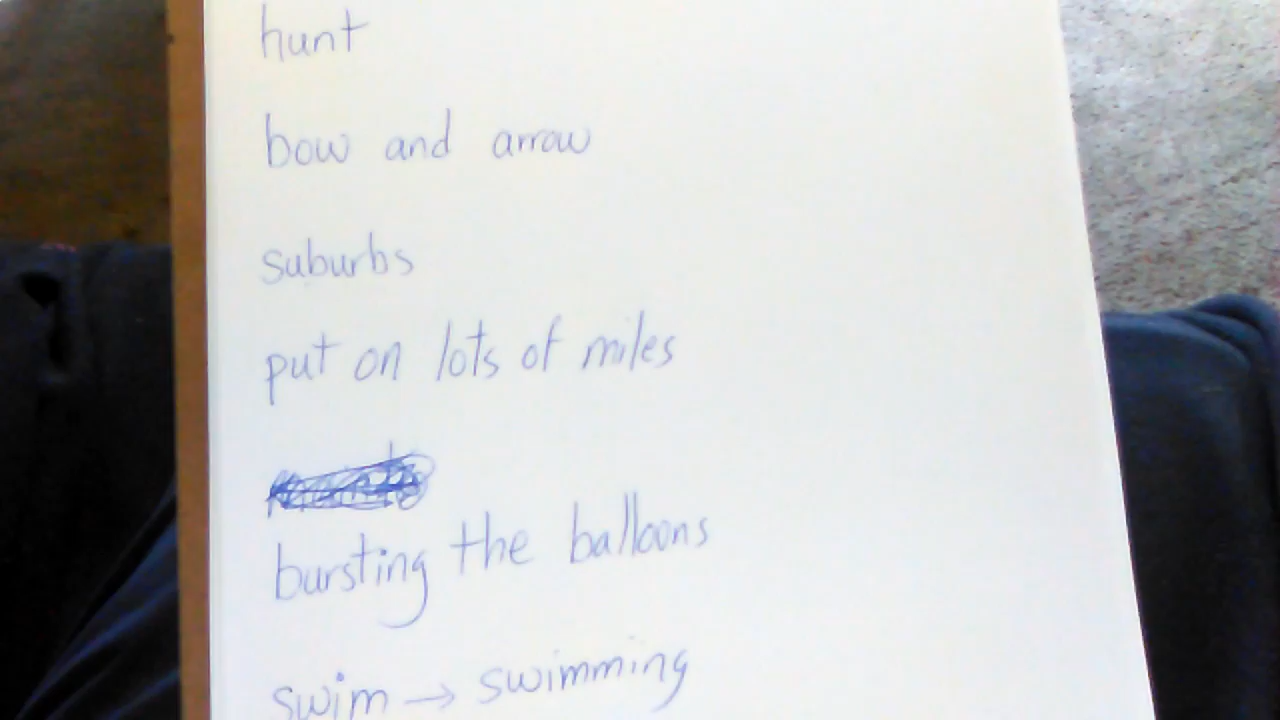 hunt
bow and arrow
suburbs
put on lots of miles
bursting the balloons
swim → swimming